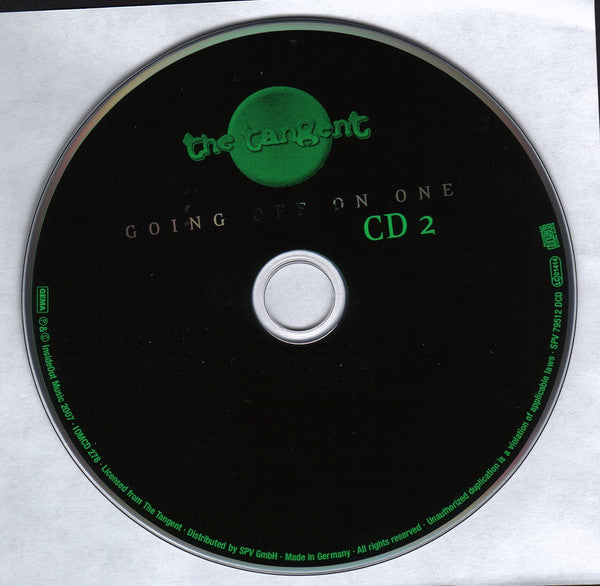 the tangent
GOING OFF ON ONE
CD 2
GEMA
LC 01414
℗ & © InsideOut Music 2007 · IOMCD 278 · Licensed from The Tangent · Distributed by SPV GmbH · Made in Germany · All rights reserved · Unauthorized duplication is a violation of applicable laws · SPV 79512 DCD